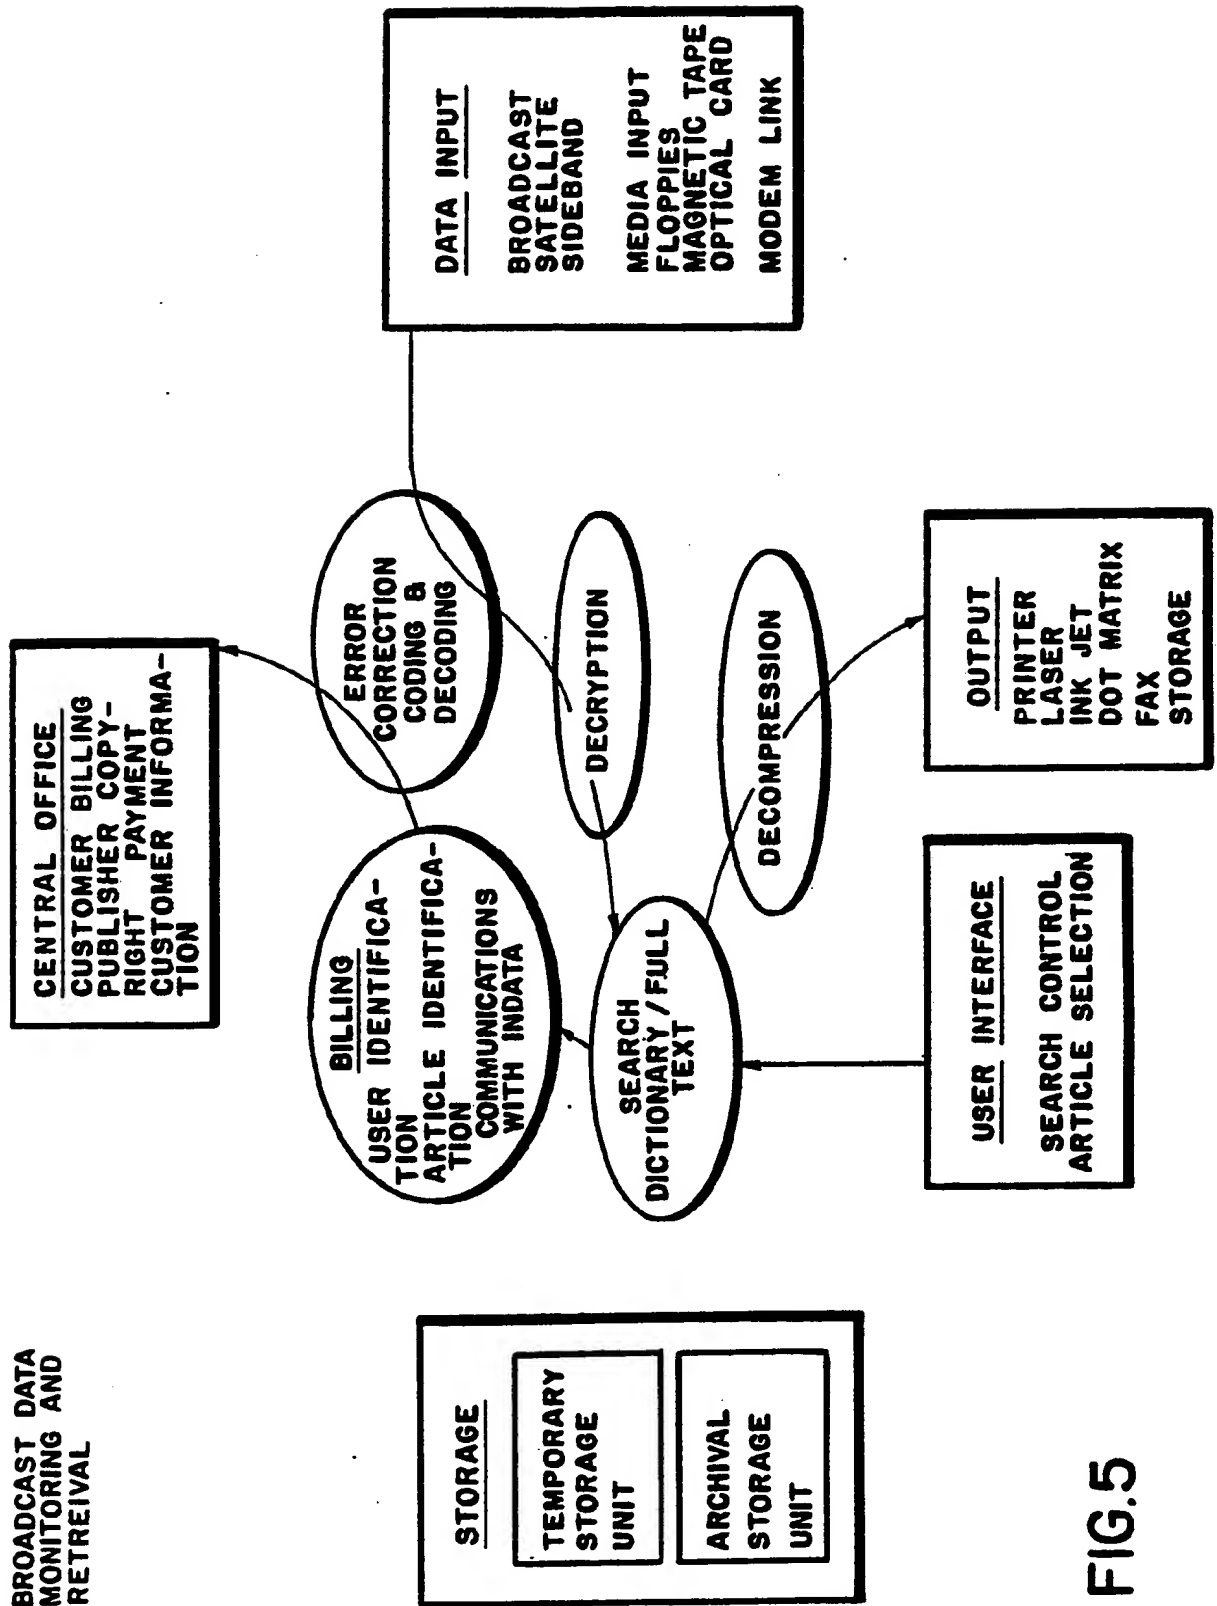 BROADCAST DATA
MONITORING AND
RETREIVAL
CENTRAL OFFICE
CUSTOMER BILLING
PUBLISHER COPY-
RIGHT PAYMENT
CUSTOMER INFORMA-
TION
BILLING
USER IDENTIFICA-
TION
ARTICLE IDENTIFICA-
TION
COMMUNICATIONS
WITH INDATA
ERROR
CORRECTION
CODING &
DECODING
DATA INPUT
BROADCAST
SATELLITE
SIDEBAND
MEDIA INPUT
FLOPPIES
MAGNETIC TAPE
OPTICAL CARD
MODEM LINK
STORAGE
TEMPORARY
STORAGE
UNIT
ARCHIVAL
STORAGE
UNIT
SEARCH
DICTIONARY/FULL
TEXT
DECRYPTION
DECOMPRESSION
USER INTERFACE
SEARCH CONTROL
ARTICLE SELECTION
OUTPUT
PRINTER
LASER
INK JET
DOT MATRIX
FAX
STORAGE
FIG.5